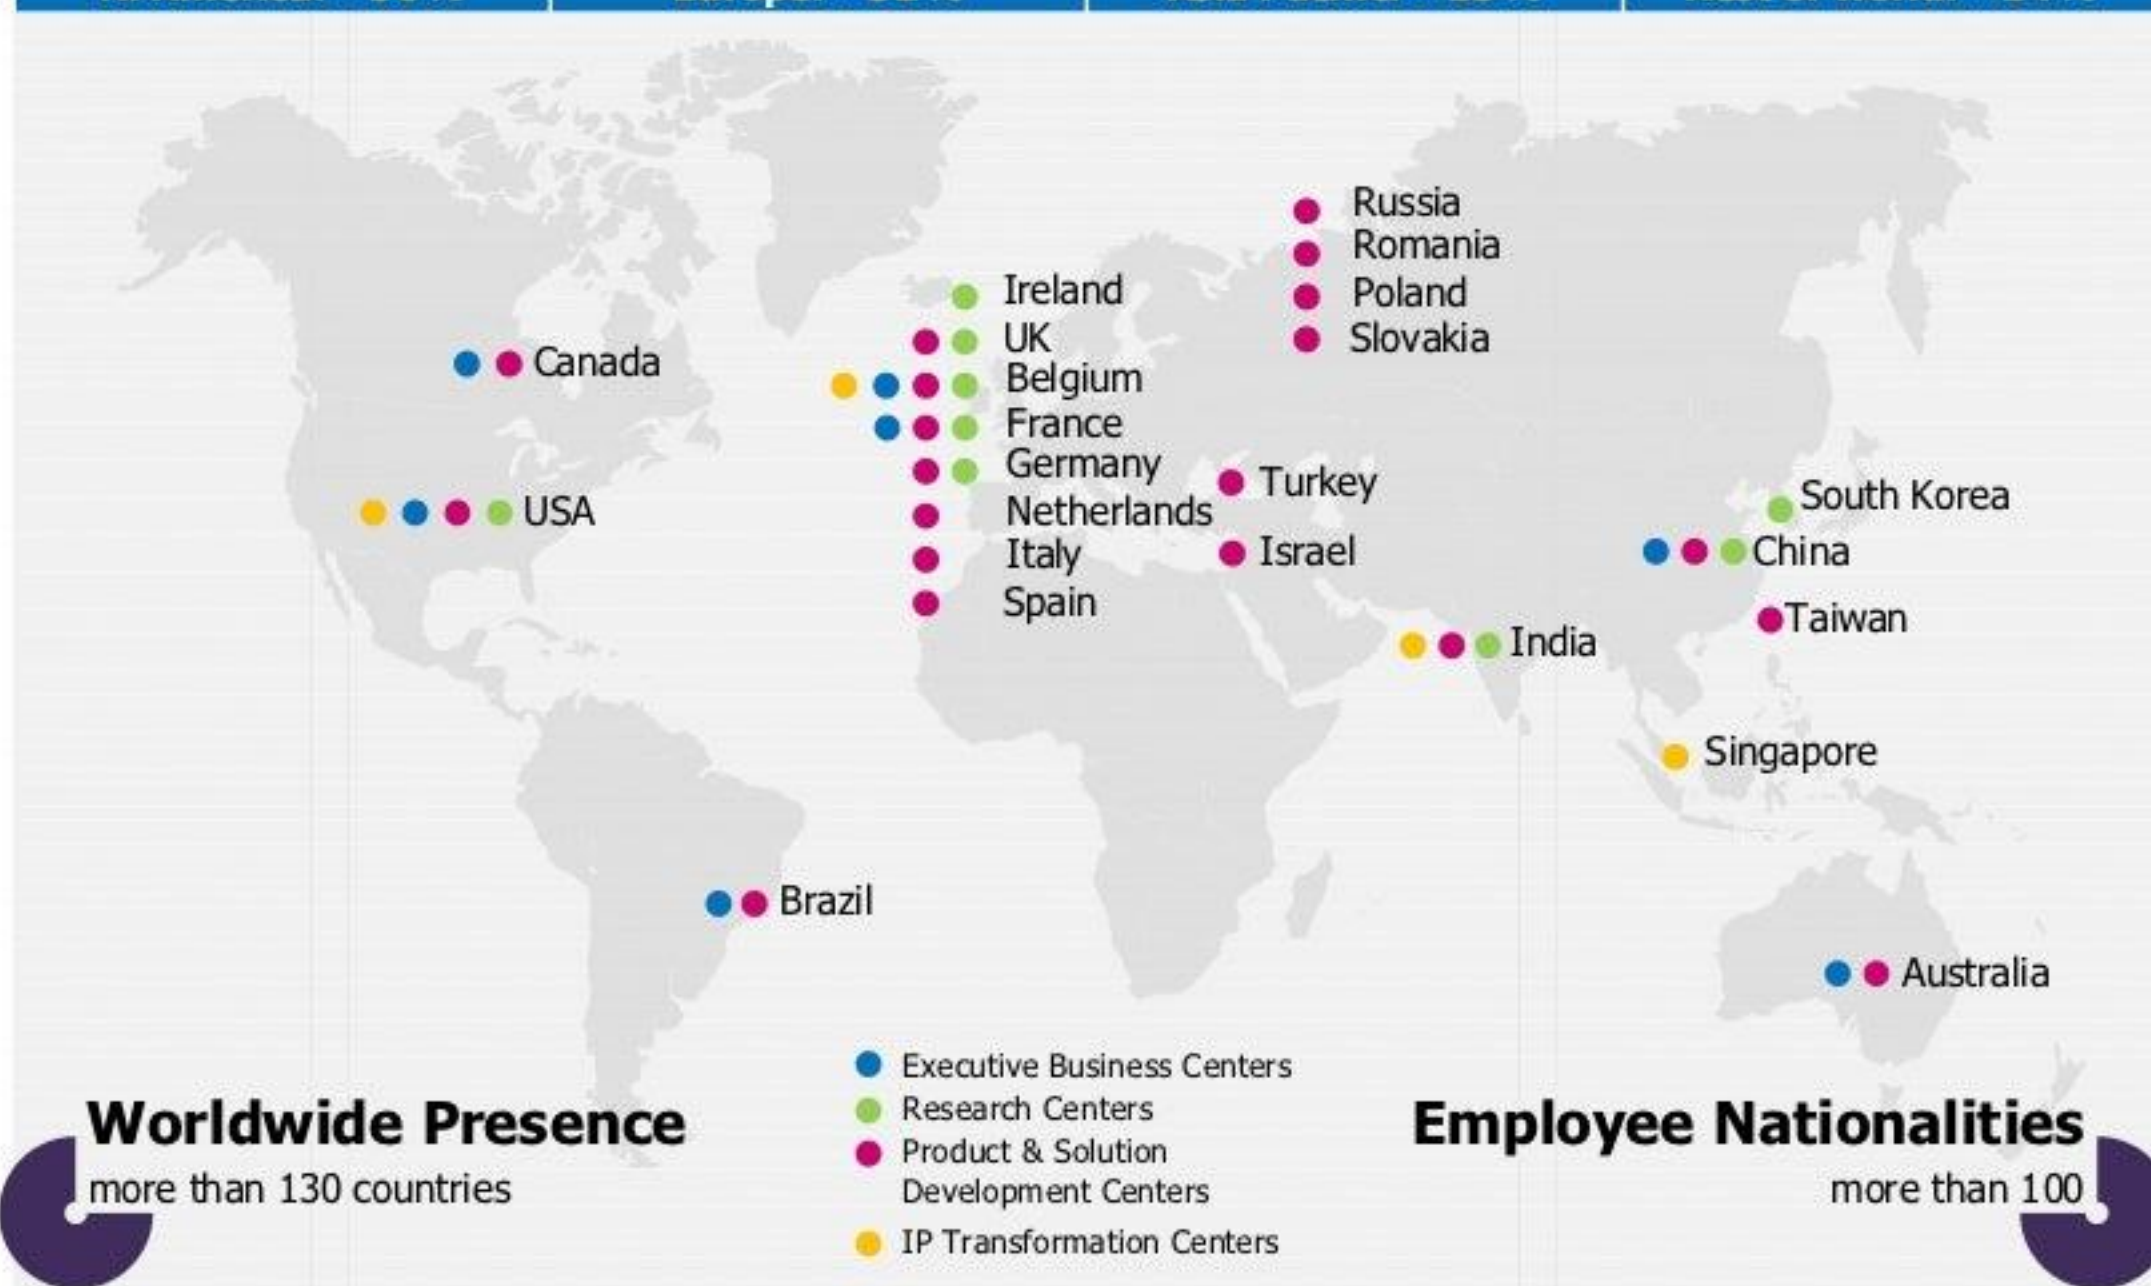 Russia
Romania
Poland
Slovakia
Ireland
UK
Belgium
France
Germany
Netherlands
Italy
Spain
Canada
USA
Turkey
Israel
South Korea
China
Taiwan
India
Singapore
Brazil
Australia
Executive Business Centers
Research Centers
Product & Solution
Development Centers
IP Transformation Centers
Worldwide Presence
more than 130 countries
Employee Nationalities
more than 100